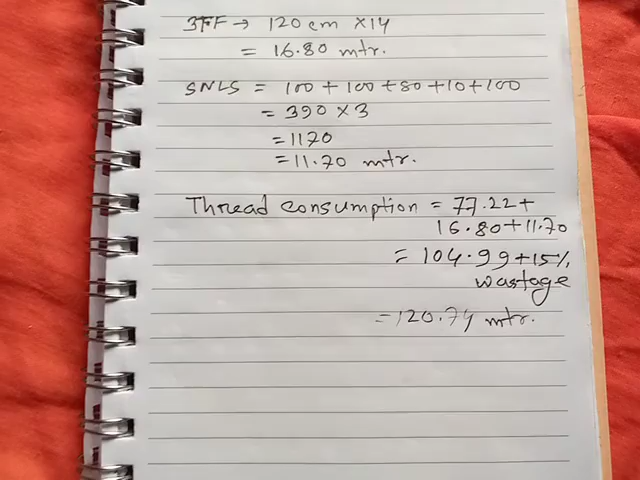 3TF → 120 cm ×14
= 16.80 mtr.
SNLS = 100 + 100 + 80 + 10 + 100
= 390 × 3
= 1170
= 11.70 mtr.
Thread consumption = 77.22 +
16.80 + 11.70
= 104.99 + 15%
wastage
= 120.74 mtr.